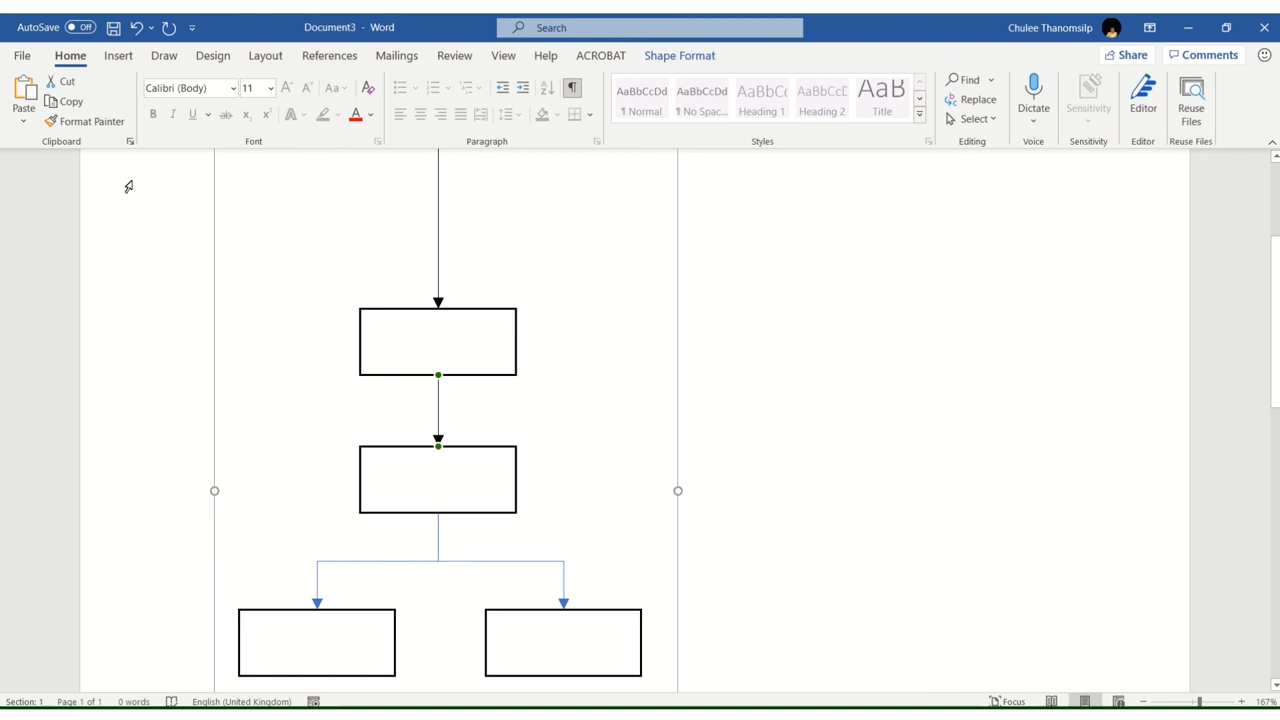 AutoSave Off Document3 - Word Search Chulee Thanomsilp
File Home Insert Draw Design Layout References Mailings Review View Help ACROBAT Shape Format Share Comments
Paste Cut Copy Format Painter
Calibri (Body) 11
AaBbCcDd AaBbCcDd AaBbCc AaBbCcD AaB
¶ Normal ¶ No Spac... Heading 1 Heading 2 Title
Find Replace Select
Dictate Sensitivity Editor Reuse Files
Clipboard Font Paragraph Styles Editing Voice Sensitivity Editor Reuse Files
Section: 1 Page 1 of 1 0 words English (United Kingdom) Focus 167%